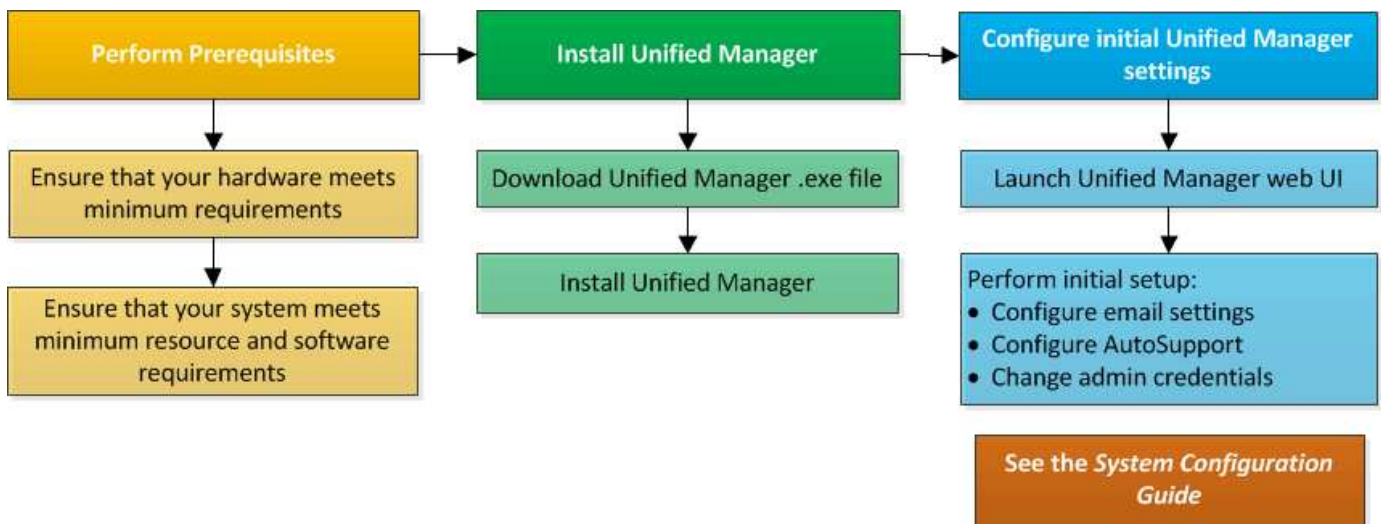 Perform Prerequisites
Install Unified Manager
Configure initial Unified Manager
settings
Ensure that your hardware meets
minimum requirements
Ensure that your system meets
minimum resource and software
requirements
Download Unified Manager .exe file
Install Unified Manager
Launch Unified Manager web UI
Perform initial setup:
• Configure email settings
• Configure AutoSupport
• Change admin credentials
See the System Configuration
Guide